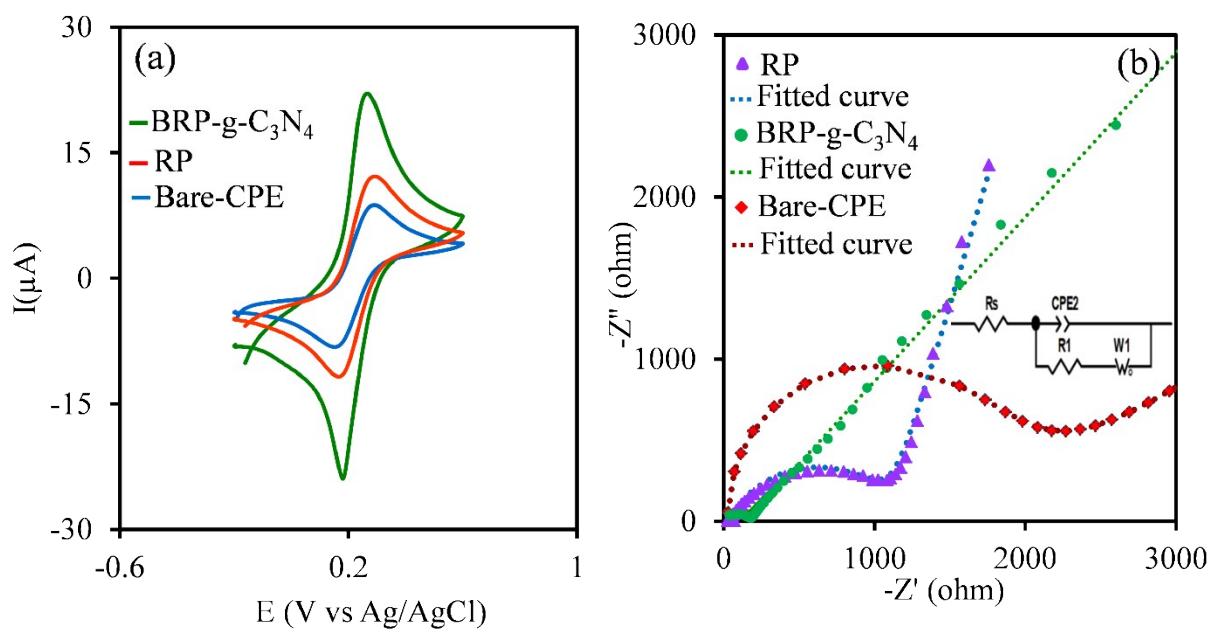 30
(a)
BRP-g-C₃N₄
15
RP
Bare-CPE
I(μA)
0
-15
-30
-0.6
0.2
1
E (V vs Ag/AgCl)
3000
(b)
RP
Fitted curve
BRP-g-C₃N₄
Fitted curve
2000
Bare-CPE
Fitted curve
-Z" (ohm)
Rs
CPE2
R1
W1
o
1000
0
0
1000
2000
3000
-Z' (ohm)